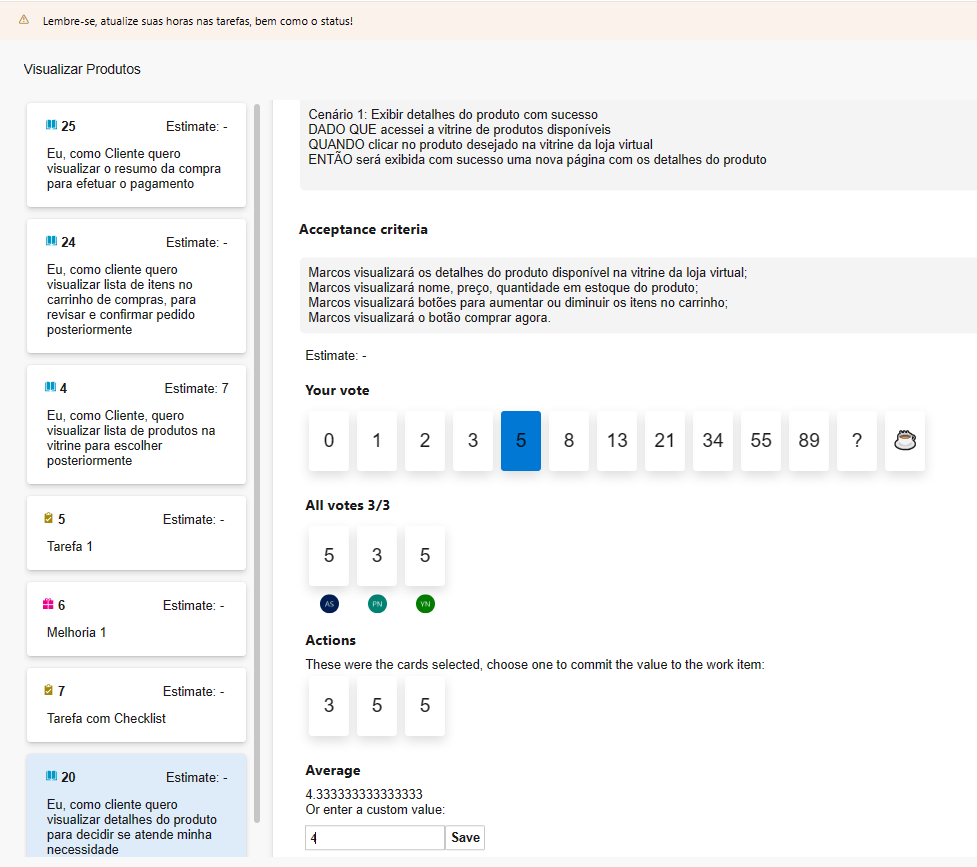 Lembre-se, atualize suas horas nas tarefas, bem como o status!
Visualizar Produtos
25 Estimate: -
Eu, como Cliente quero
visualizar o resumo da compra
para efetuar o pagamento
24 Estimate: -
Eu, como cliente quero
visualizar lista de itens no
carrinho de compras, para
revisar e confirmar pedido
posteriormente
4 Estimate: 7
Eu, como Cliente, quero
visualizar lista de produtos na
vitrine para escolher
posteriormente
5 Estimate: -
Tarefa 1
6 Estimate: -
Melhoria 1
7 Estimate: -
Tarefa com Checklist
20 Estimate: -
Eu, como cliente quero
visualizar detalhes do produto
para decidir se atende minha
necessidade
Cenário 1: Exibir detalhes do produto com sucesso
DADO QUE acessei a vitrine de produtos disponíveis
QUANDO clicar no produto desejado na vitrine da loja virtual
ENTÃO será exibida com sucesso uma nova página com os detalhes do produto
Acceptance criteria
Marcos visualizará os detalhes do produto disponível na vitrine da loja virtual;
Marcos visualizará nome, preço, quantidade em estoque do produto;
Marcos visualizará botões para aumentar ou diminuir os itens no carrinho;
Marcos visualizará o botão comprar agora.
Estimate: -
Your vote
0 1 2 3 5 8 13 21 34 55 89 ?
All votes 3/3
5 3 5
AS PN YN
Actions
These were the cards selected, choose one to commit the value to the work item:
3 5 5
Average
4.333333333333333
Or enter a custom value:
4 Save